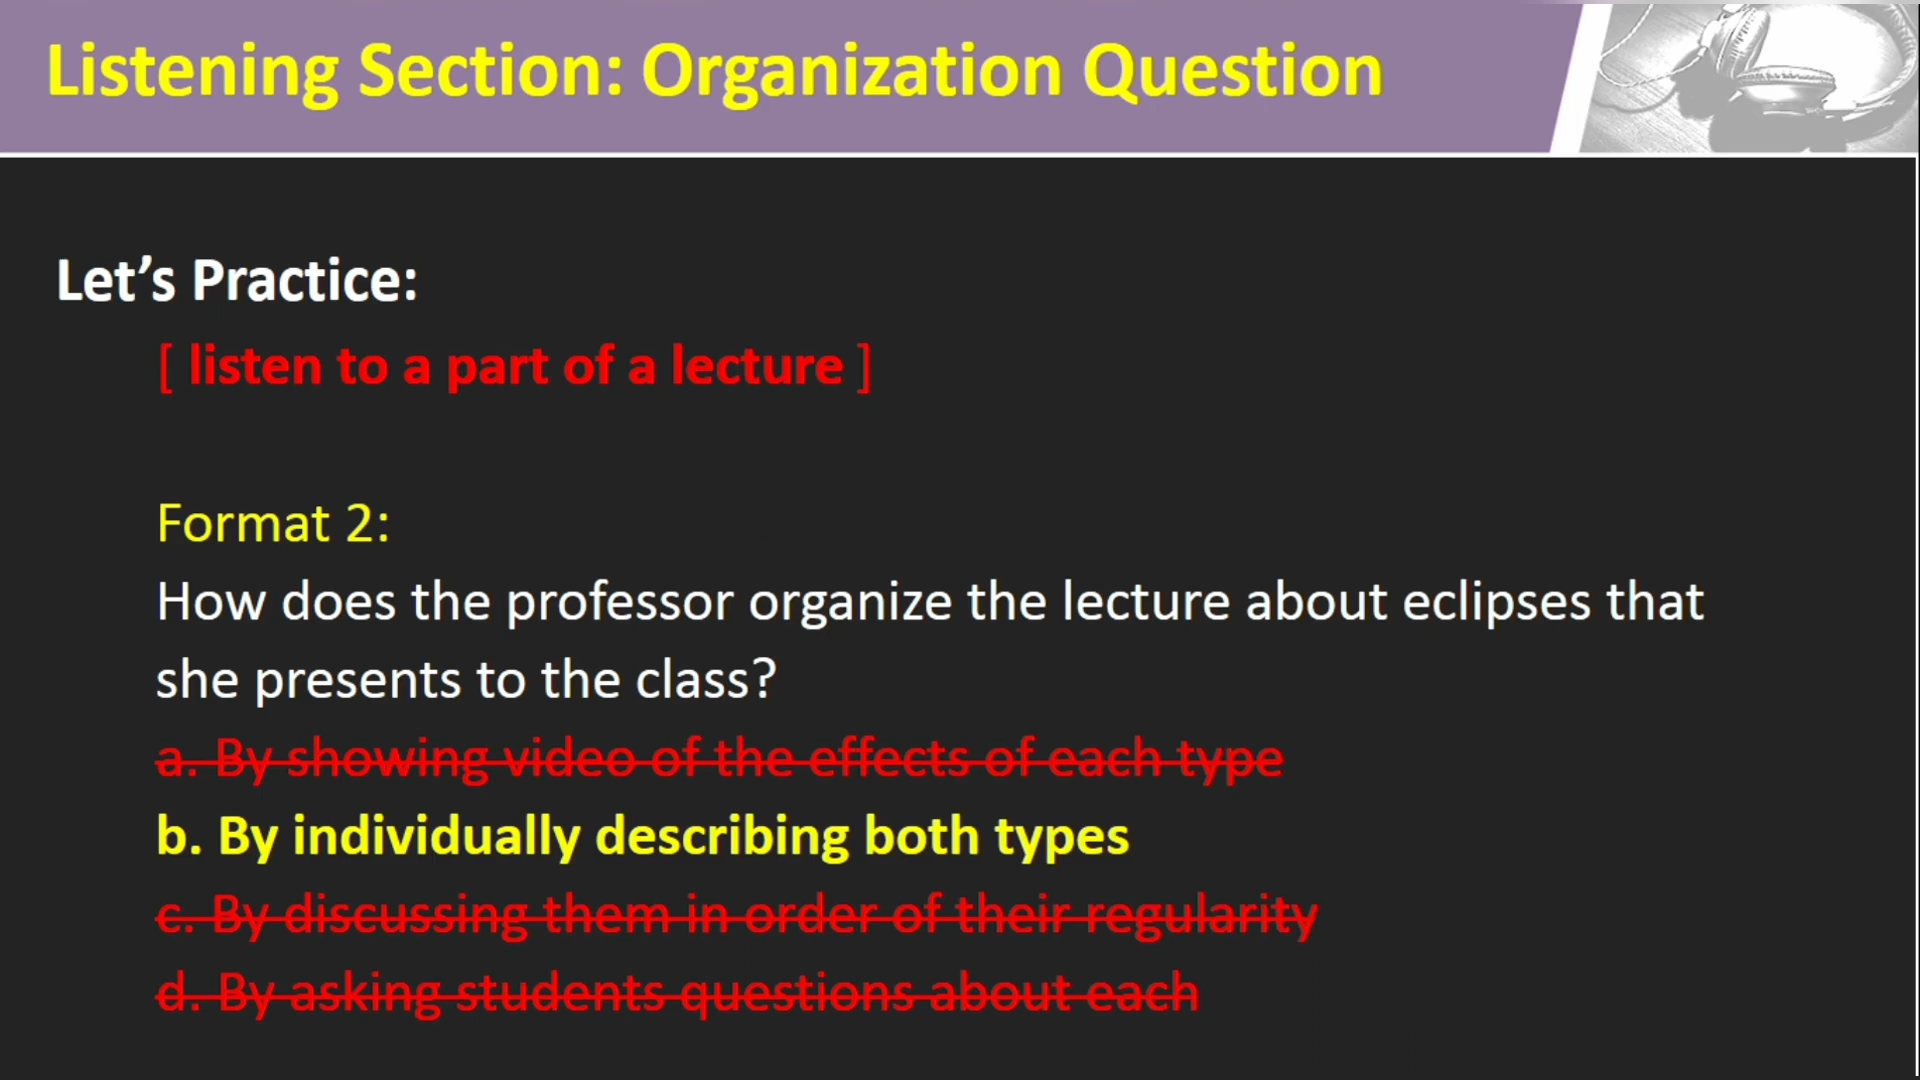 Listening Section: Organization Question
Let’s Practice:
[ listen to a part of a lecture ]
Format 2:
How does the professor organize the lecture about eclipses that
she presents to the class?
a. By showing video of the effects of each type
b. By individually describing both types
c. By discussing them in order of their regularity
d. By asking students questions about each